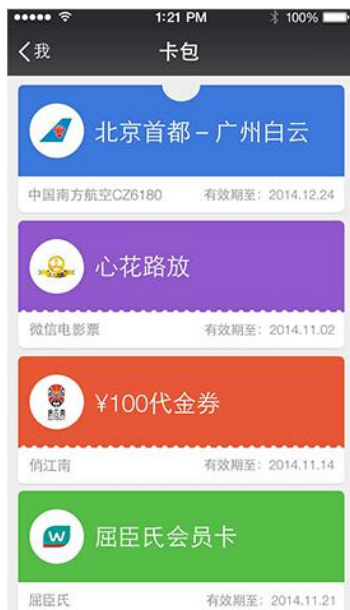 1:21 PM
100%
我
卡包
北京首都 – 广州白云
中国南方航空CZ6180
有效期至：2014.12.24
心花路放
微信电影票
有效期至：2014.11.02
¥100代金券
俏江南
有效期至：2014.11.14
屈臣氏会员卡
屈臣氏
有效期至：2014.11.21